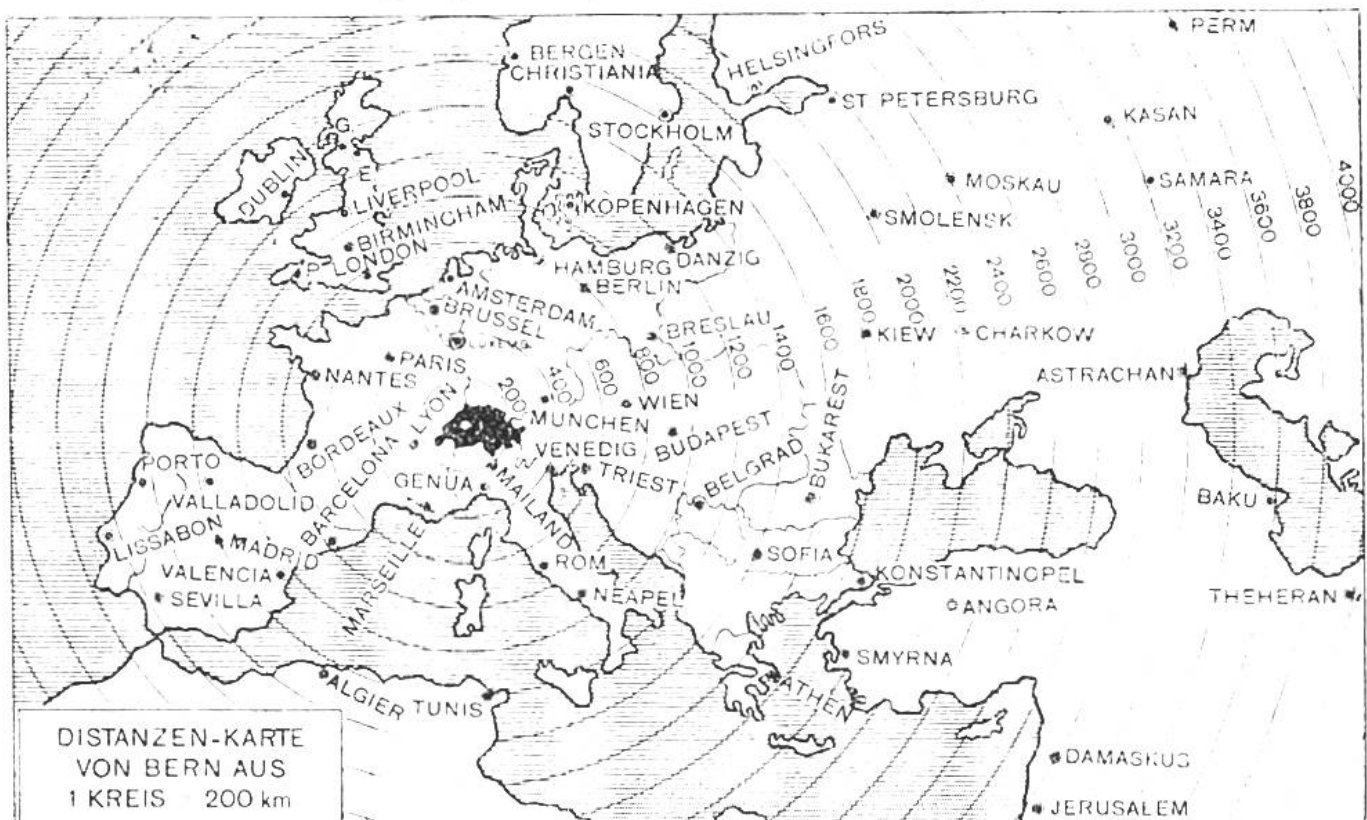 PERM
BERGEN
HELSINGFORS
CHRISTIANIA
ST. PETERSBURG
KASAN
G.
STOCKHOLM
E.
DUBLIN
LIVERPOOL
MOSKAU
SAMARA
KOPENHAGEN
SMOLENSK
BIRMINGHAM
P.
LONDON
HAMBURG
DANZIG
BERLIN
AMSTERDAM
BRÜSSEL
BRESLAU
KIEW
CHARKOW
PARIS
NANTES
ASTRACHAN
200
400
600
800
1000
1200
1400
1600
1800
2000
2200
2400
2600
2800
3000
3200
3400
3600
3800
4000
WIEN
MÜNCHEN
LYON
BORDEAUX
VENEDIG
BUDAPEST
BUKAREST
PORTO
GENUA
MAILAND
TRIEST
BELGRAD
VALLADOLID
BARCELONA
BAKU
LISSABON
MADRID
MARSEILLE
ROM
SOFIA
VALENCIA
KONSTANTINOPEL
SEVILLA
NEAPEL
ANGORA
THEHERAN
SMYRNA
ALGIER
TUNIS
ATHEN
DAMASKUS
JERUSALEM
DISTANZEN-KARTE
VON BERN AUS
1 KREIS 200 km